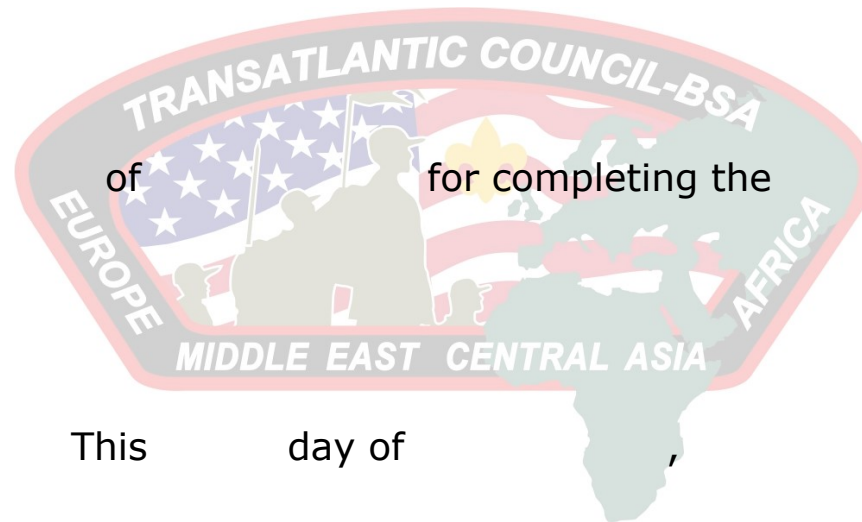 TRANSATLANTIC COUNCIL-BSA
of for completing the
EUROPE
AFRICA
MIDDLE EAST CENTRAL ASIA
This day of ,